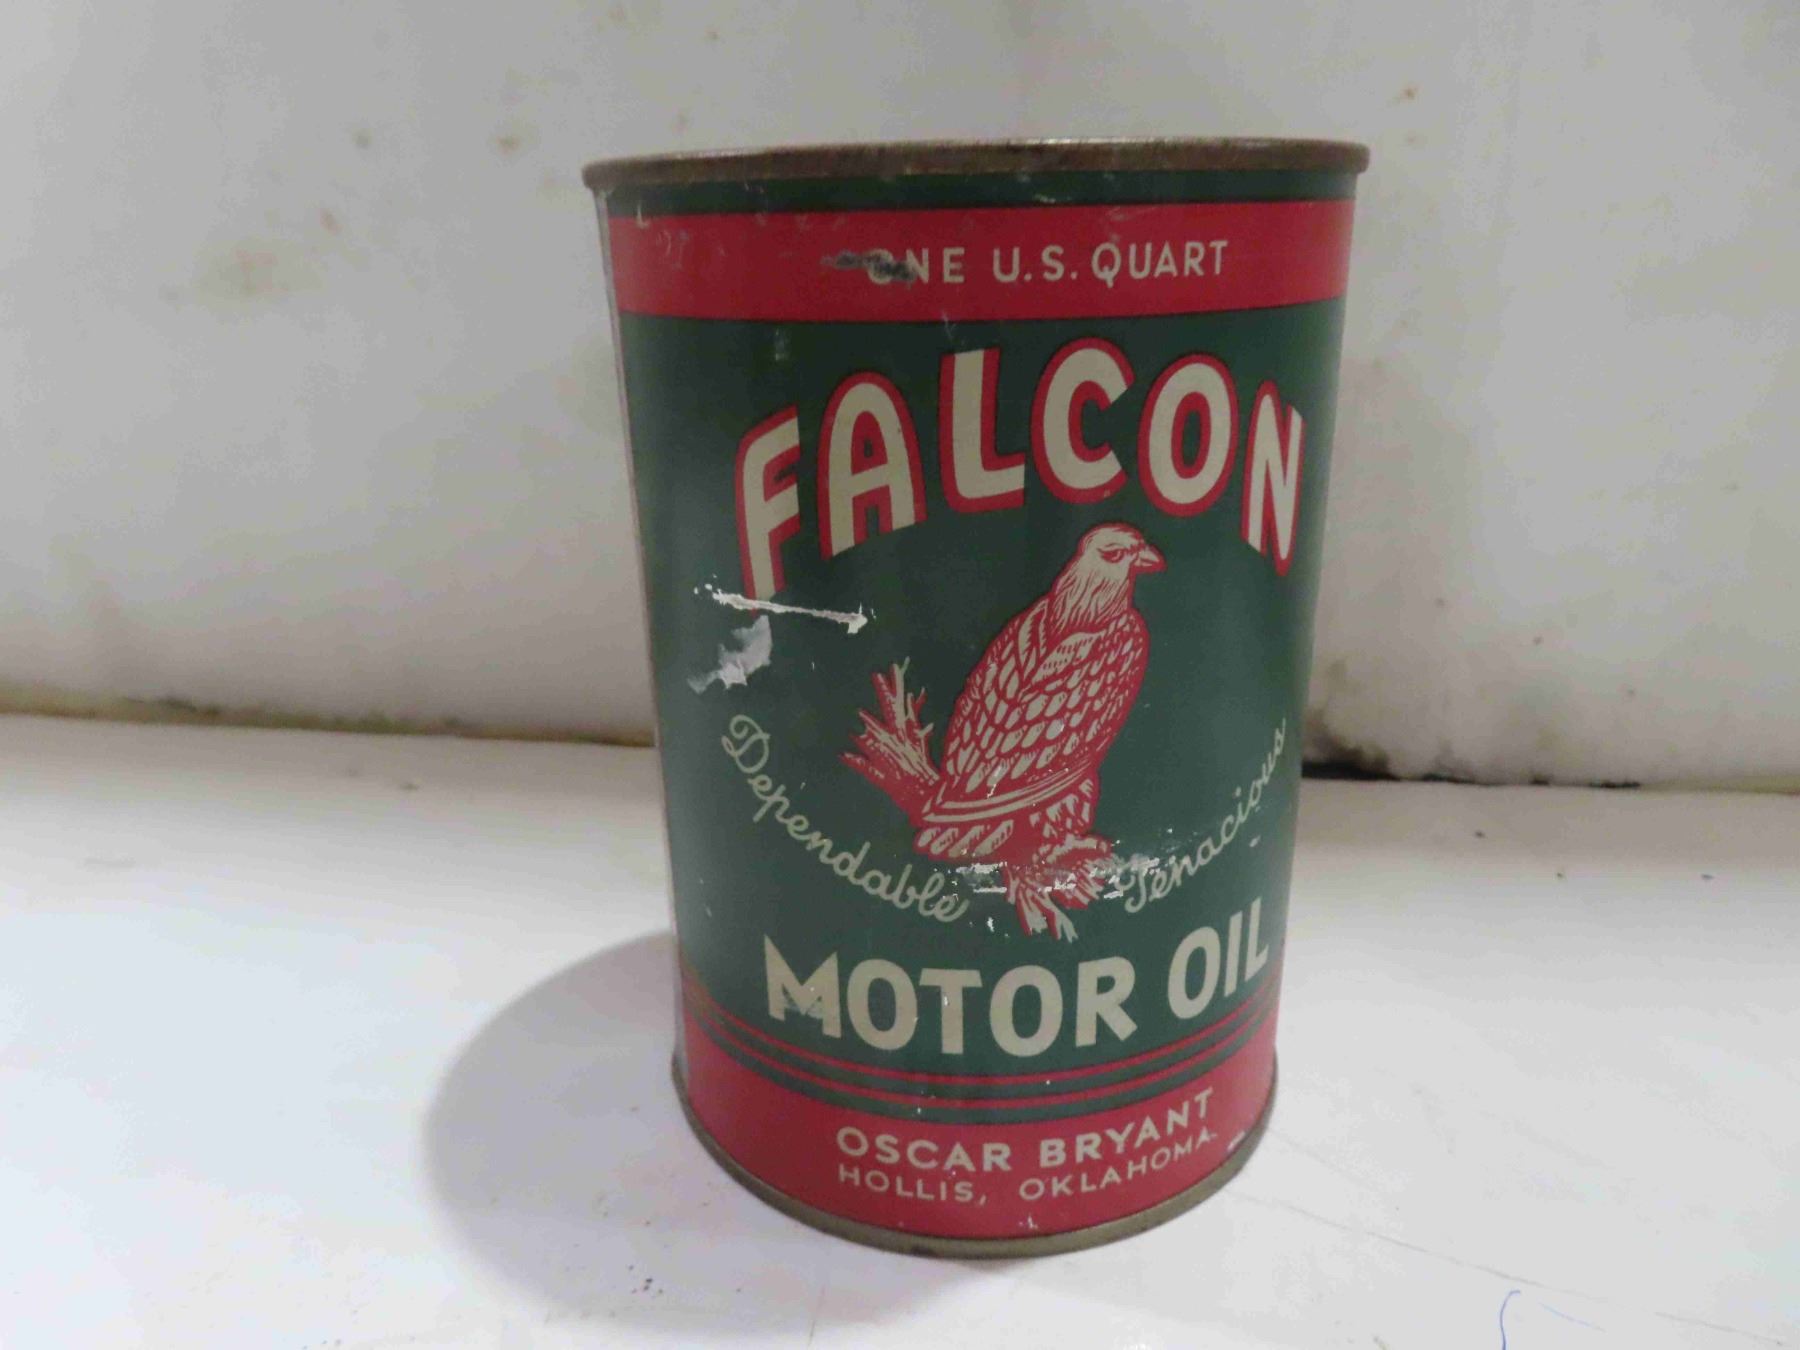 ONE U.S. QUART
FALCON
Dependable Tenacious
MOTOR OIL
OSCAR BRYANT
HOLLIS, OKLAHOMA